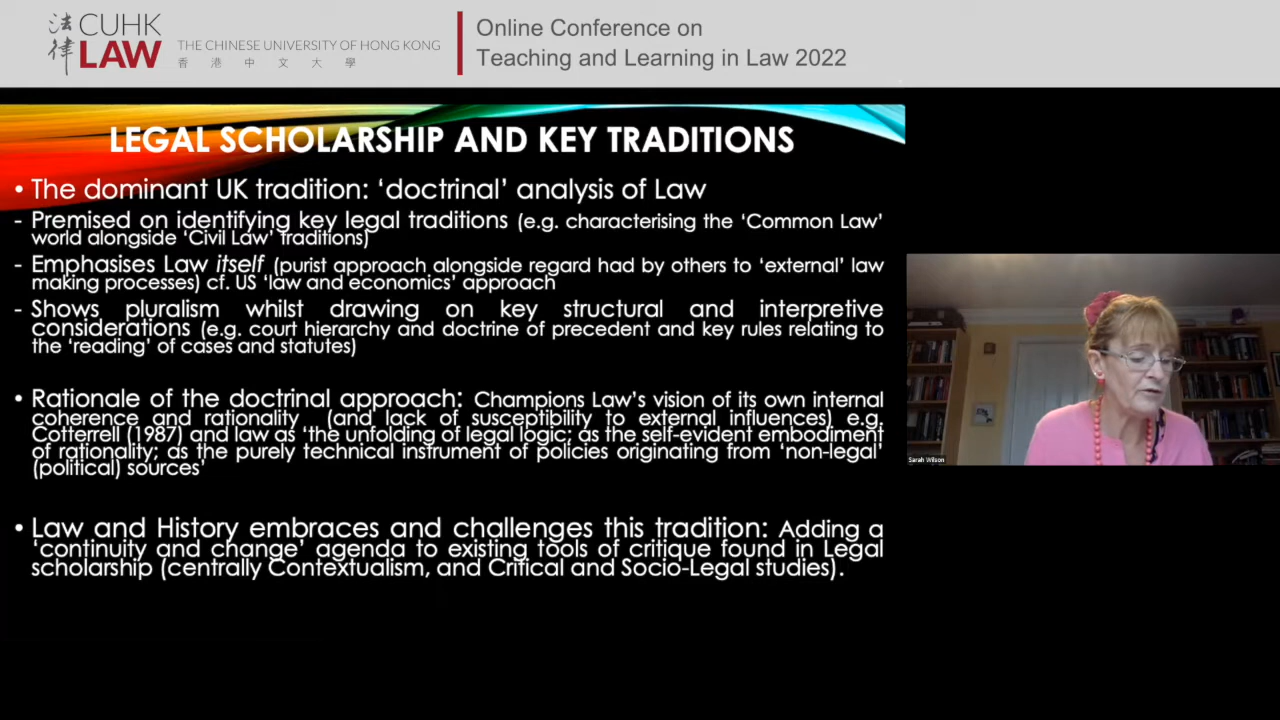 法律
CUHK
LAW
THE CHINESE UNIVERSITY OF HONG KONG
香港中文大學
Online Conference on
Teaching and Learning in Law 2022
LEGAL SCHOLARSHIP AND KEY TRADITIONS
• The dominant UK tradition: ‘doctrinal’ analysis of Law
- Premised on identifying key legal traditions (e.g. characterising the ‘Common Law’
world alongside ‘Civil Law’ traditions)
- Emphasises Law itself (purist approach alongside regard had by others to ‘external’ law
making processes) cf. US ‘law and economics’ approach
- Shows pluralism whilst drawing on key structural and interpretive
considerations (e.g. court hierarchy and doctrine of precedent and key rules relating to
the ‘reading’ of cases and statutes)
• Rationale of the doctrinal approach: Champions Law’s vision of its own internal
coherence and rationality (and lack of susceptibility to external influences) e.g.
Cotterrell (1987) and law as ‘the unfolding of legal logic; as the self-evident embodiment
of rationality; as the purely technical instrument of policies originating from ‘non-legal’
(political) sources’
• Law and History embraces and challenges this tradition: Adding a
‘continuity and change’ agenda to existing tools of critique found in Legal
scholarship (centrally Contextualism, and Critical and Socio-Legal studies).
Sarah Wilson